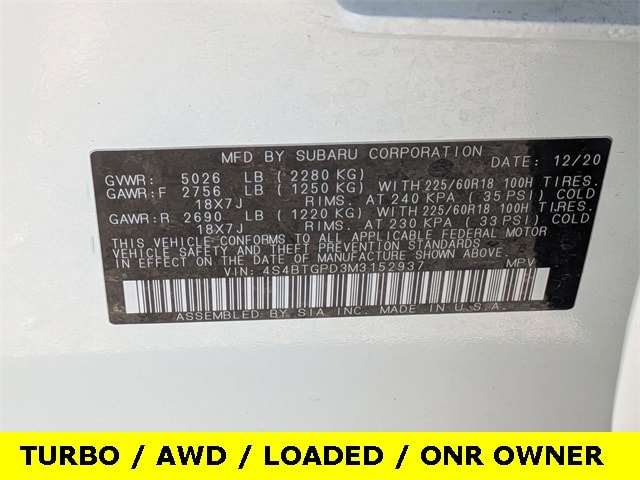 MFD BY SUBARU CORPORATION DATE: 12/20
GVWR: 5026 LB (2280 KG)
GAWR:F 2756 LB (1250 KG) WITH 225/60R18 100H TIRES.
18X7J RIMS. AT 240 KPA (35 PSI) COLD
GAWR:R 2690 LB (1220 KG) WITH 225/60R18 100H TIRES.
18X7J RIMS. AT 230 KPA (33 PSI) COLD
THIS VEHICLE CONFORMS TO ALL APPLICABLE FEDERAL MOTOR
VEHICLE SAFETY AND THEFT PREVENTION STANDARDS
IN EFFECT ON THE DATE OF MANUFACTURE SHOWN ABOVE.
VIN: 4S4BTGPD3M3152937 MPV
ASSEMBLED BY SIA INC. MADE IN U.S.A.
TURBO / AWD / LOADED / ONR OWNER